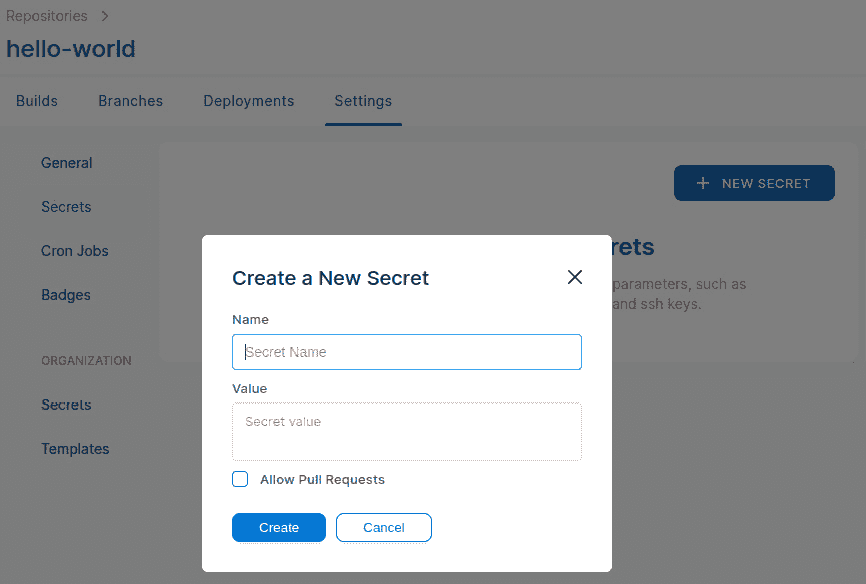 Repositories
hello-world
Builds Branches Deployments Settings
General
Secrets
Cron Jobs
Badges
ORGANIZATION
Secrets
Templates
NEW SECRET
rets
parameters, such as
and ssh keys.
Create a New Secret
Name
Secret Name
Value
Secret value
Allow Pull Requests
Create Cancel